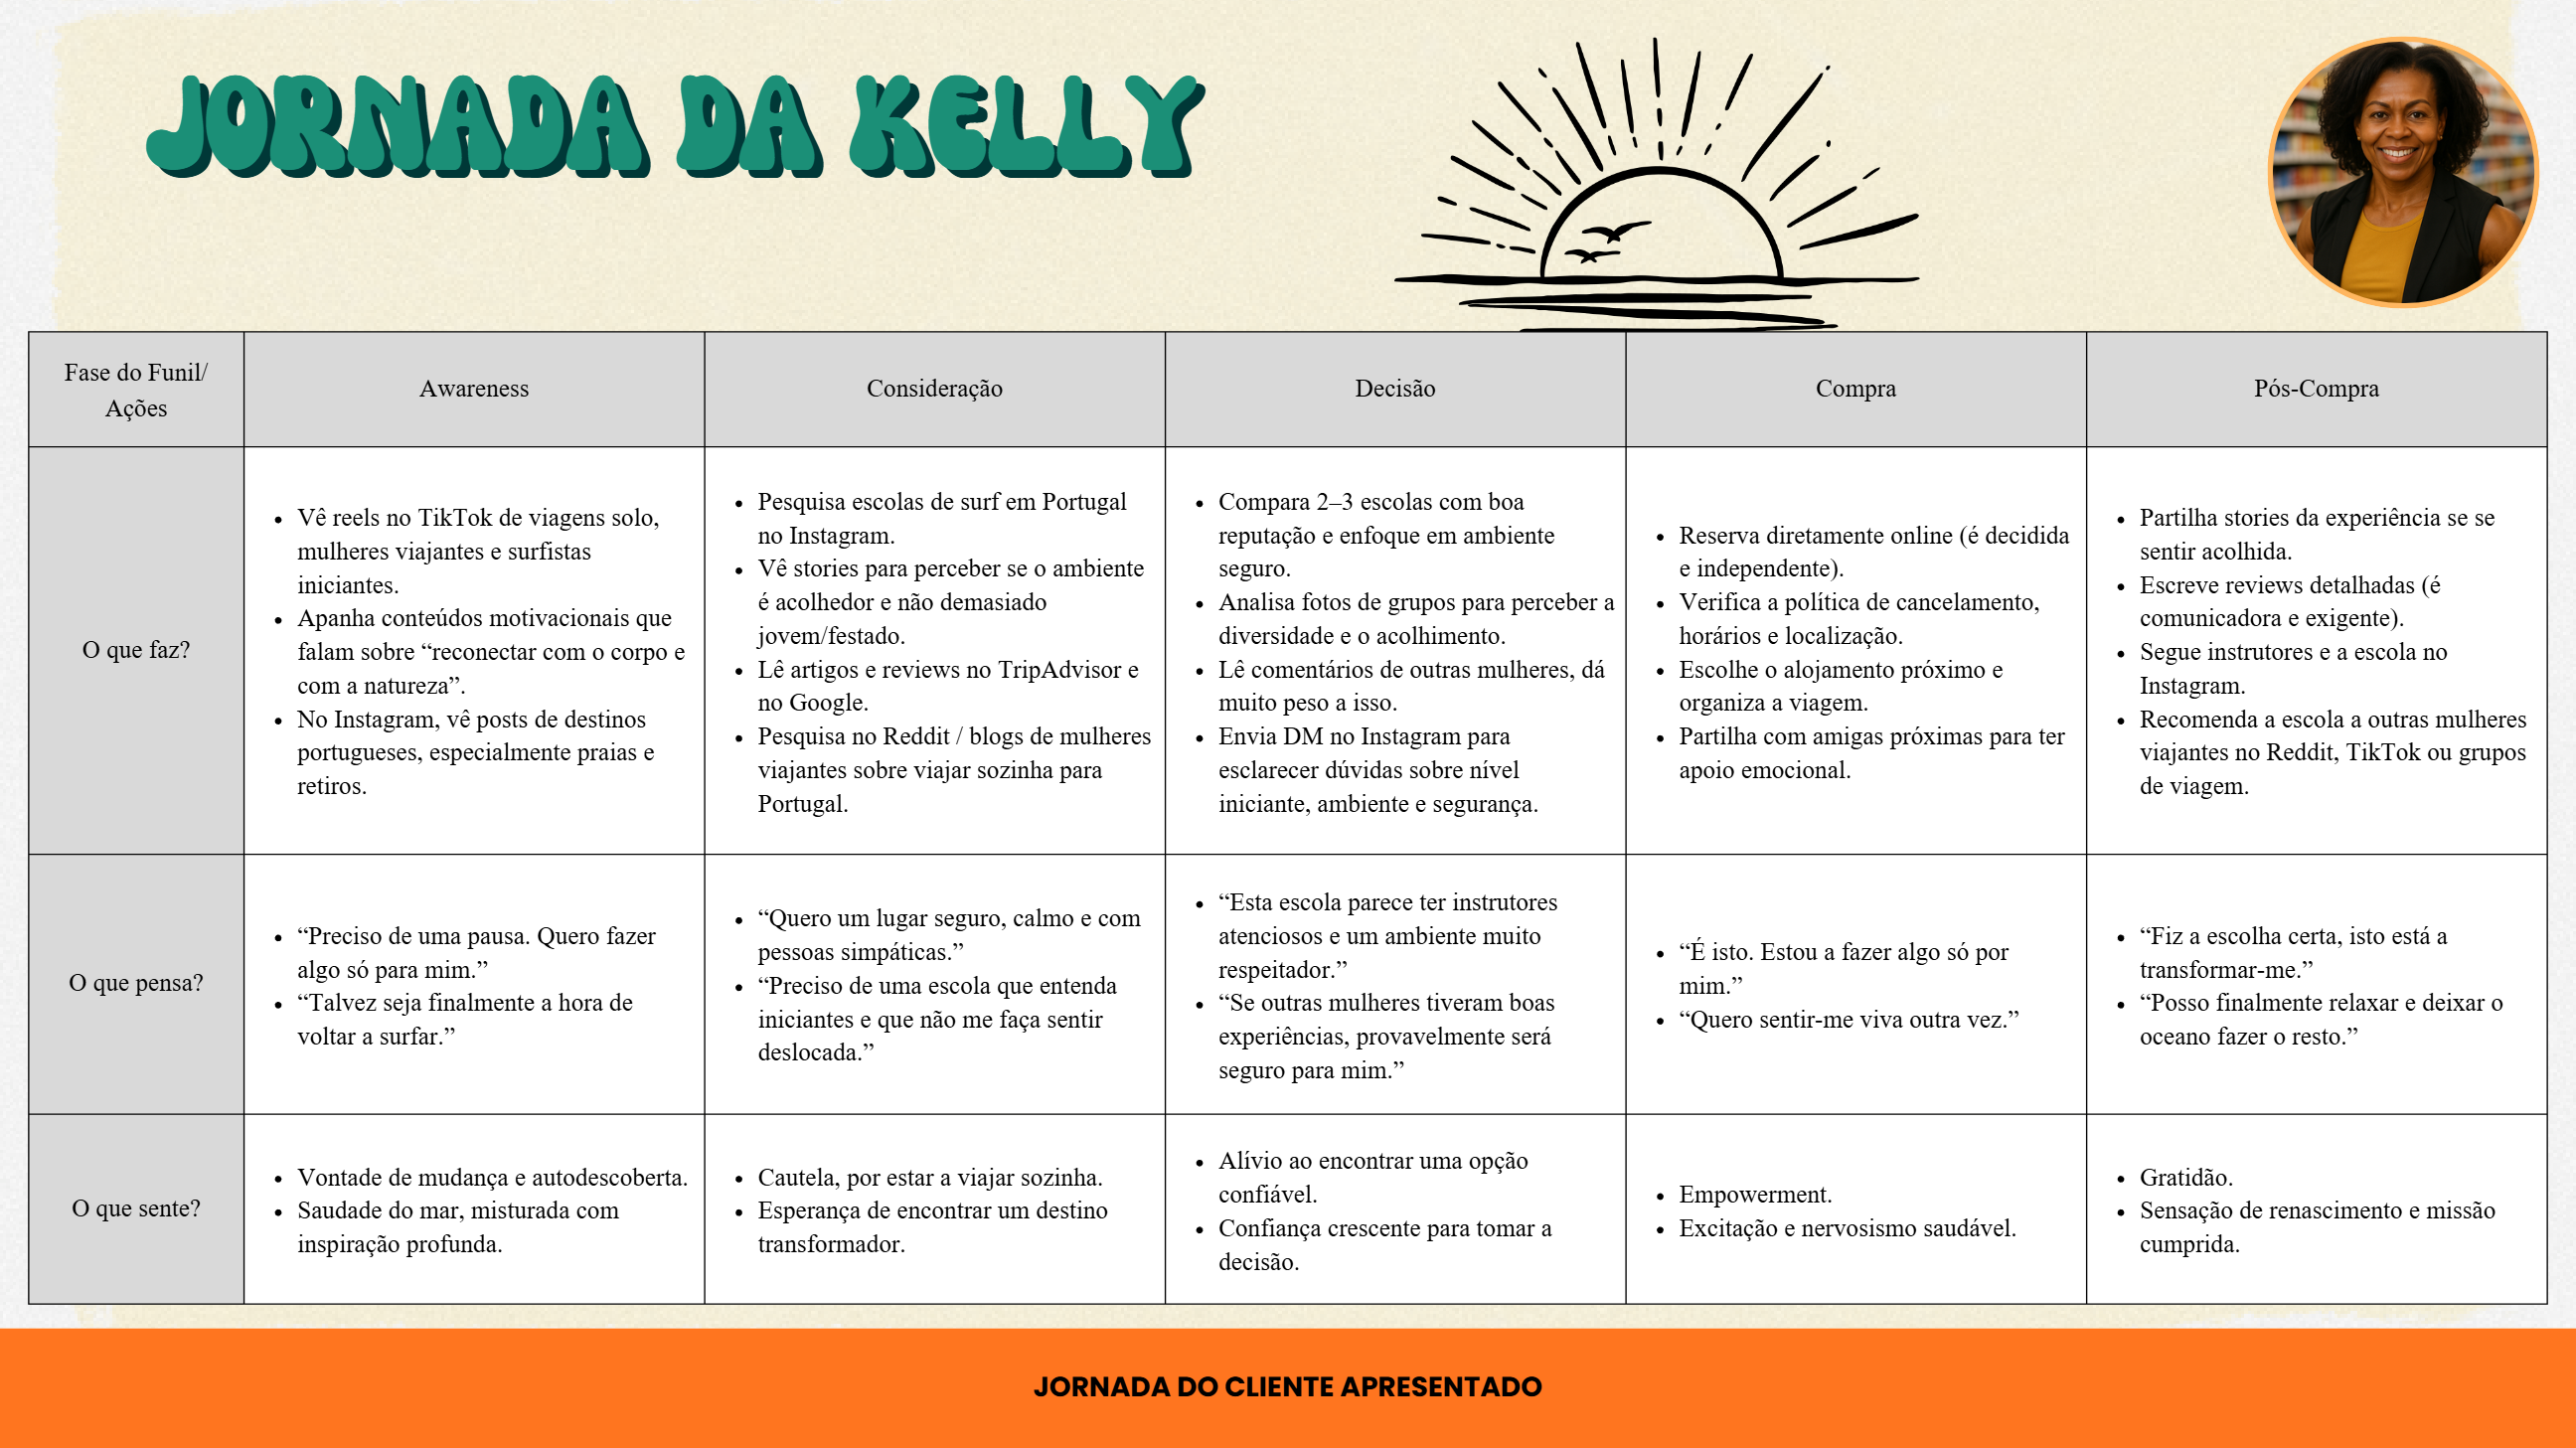 JORNADA DA KELLY
Fase do Funil/
Ações
Awareness
Consideração
Decisão
Compra
Pós-Compra
O que faz?
• Vê reels no TikTok de viagens solo,
mulheres viajantes e surfistas
iniciantes.
• Apanha conteúdos motivacionais que
falam sobre “reconectar com o corpo e
com a natureza”.
• No Instagram, vê posts de destinos
portugueses, especialmente praias e
retiros.
• Pesquisa escolas de surf em Portugal
no Instagram.
• Vê stories para perceber se o ambiente
é acolhedor e não demasiado
jovem/festado.
• Lê artigos e reviews no TripAdvisor e
no Google.
• Pesquisa no Reddit / blogs de mulheres
viajantes sobre viajar sozinha para
Portugal.
• Compara 2–3 escolas com boa
reputação e enfoque em ambiente
seguro.
• Analisa fotos de grupos para perceber a
diversidade e o acolhimento.
• Lê comentários de outras mulheres, dá
muito peso a isso.
• Envia DM no Instagram para
esclarecer dúvidas sobre nível
iniciante, ambiente e segurança.
• Reserva diretamente online (é decidida
e independente).
• Verifica a política de cancelamento,
horários e localização.
• Escolhe o alojamento próximo e
organiza a viagem.
• Partilha com amigas próximas para ter
apoio emocional.
• Partilha stories da experiência se se
sentir acolhida.
• Escreve reviews detalhadas (é
comunicadora e exigente).
• Segue instrutores e a escola no
Instagram.
• Recomenda a escola a outras mulheres
viajantes no Reddit, TikTok ou grupos
de viagem.
O que pensa?
• “Preciso de uma pausa. Quero fazer
algo só para mim.”
• “Talvez seja finalmente a hora de
voltar a surfar.”
• “Quero um lugar seguro, calmo e com
pessoas simpáticas.”
• “Preciso de uma escola que entenda
iniciantes e que não me faça sentir
deslocada.”
• “Esta escola parece ter instrutores
atenciosos e um ambiente muito
respeitador.”
• “Se outras mulheres tiveram boas
experiências, provavelmente será
seguro para mim.”
• “É isto. Estou a fazer algo só por
mim.”
• “Quero sentir-me viva outra vez.”
• “Fiz a escolha certa, isto está a
transformar-me.”
• “Posso finalmente relaxar e deixar o
oceano fazer o resto.”
O que sente?
• Vontade de mudança e autodescoberta.
• Saudade do mar, misturada com
inspiração profunda.
• Cautela, por estar a viajar sozinha.
• Esperança de encontrar um destino
transformador.
• Alívio ao encontrar uma opção
confiável.
• Confiança crescente para tomar a
decisão.
• Empowerment.
• Excitação e nervosismo saudável.
• Gratidão.
• Sensação de renascimento e missão
cumprida.
JORNADA DO CLIENTE APRESENTADO